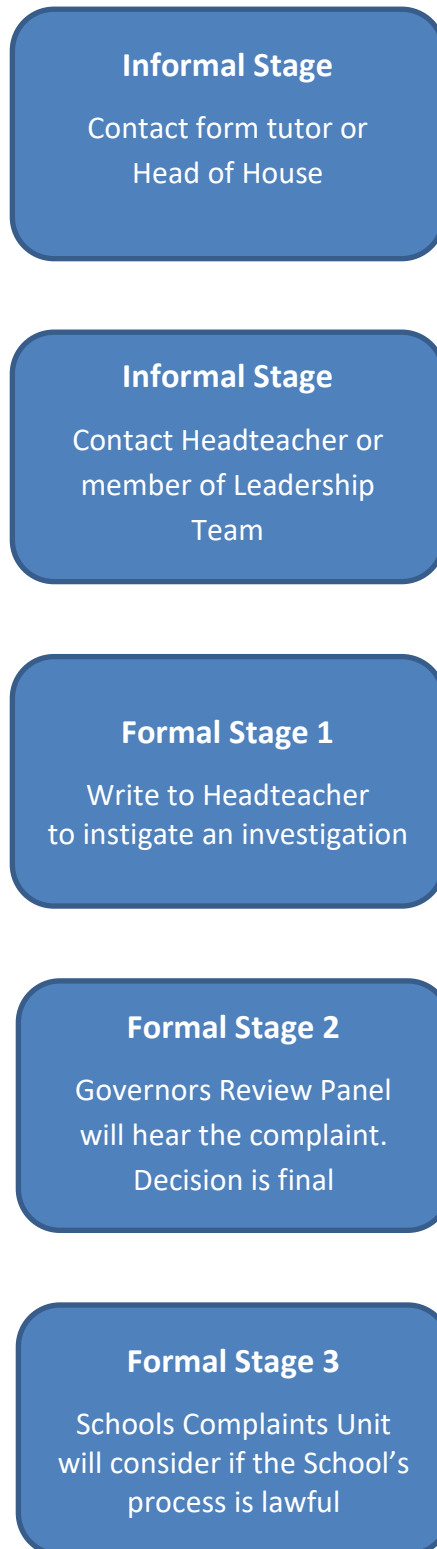 Informal Stage
Contact form tutor or
Head of House
Informal Stage
Contact Headteacher or
member of Leadership
Team
Formal Stage 1
Write to Headteacher
to instigate an investigation
Formal Stage 2
Governors Review Panel
will hear the complaint.
Decision is final
Formal Stage 3
Schools Complaints Unit
will consider if the School’s
process is lawful